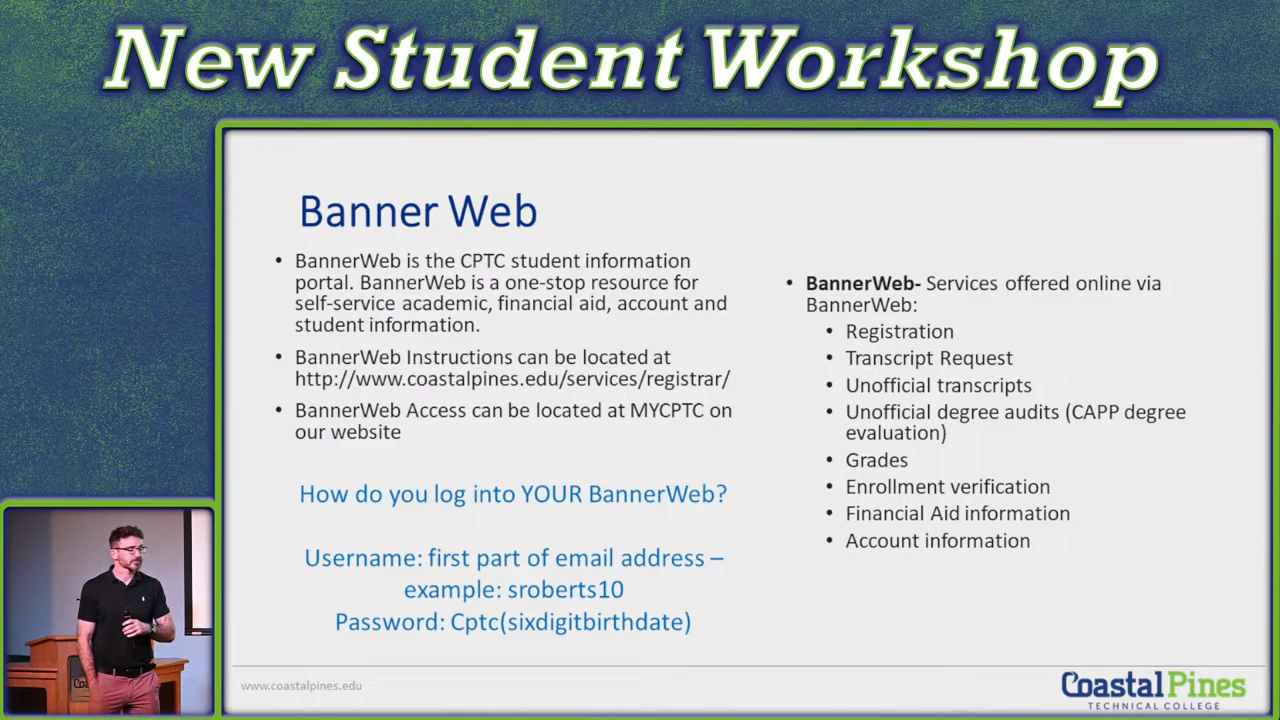 New Student Workshop
Banner Web
• BannerWeb is the CPTC student information
portal. BannerWeb is a one-stop resource for
self-service academic, financial aid, account and
student information.
• BannerWeb Instructions can be located at
http://www.coastalpines.edu/services/registrar/
• BannerWeb Access can be located at MYCPTC on
our website
How do you log into YOUR BannerWeb?
Username: first part of email address –
example: sroberts10
Password: Cptc(sixdigitbirthdate)
• BannerWeb- Services offered online via
BannerWeb:
• Registration
• Transcript Request
• Unofficial transcripts
• Unofficial degree audits (CAPP degree
evaluation)
• Grades
• Enrollment verification
• Financial Aid information
• Account information
www.coastalpines.edu
CoastalPines
TECHNICAL COLLEGE